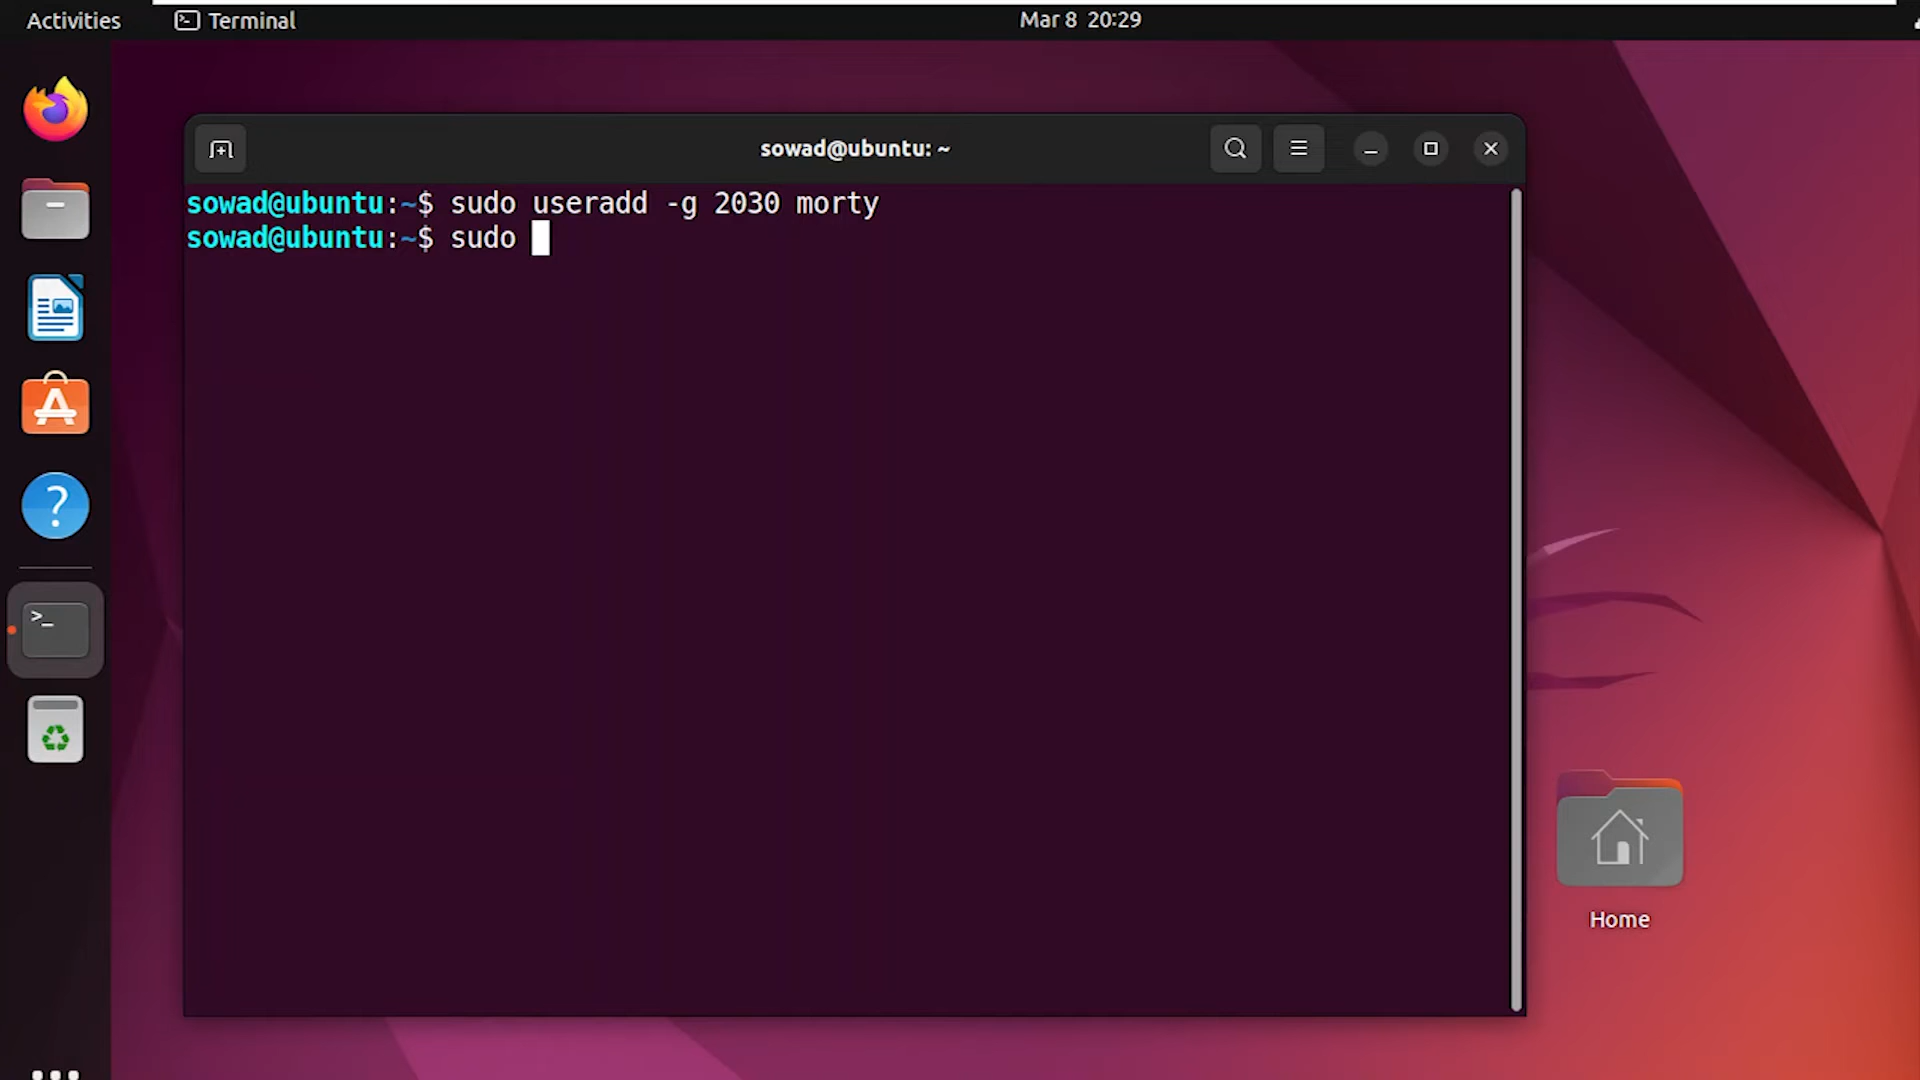 Activities
Terminal
Mar 8 20:29
sowad@ubuntu: ~
sowad@ubuntu:~$ sudo useradd -g 2030 morty
sowad@ubuntu:~$ sudo
Home